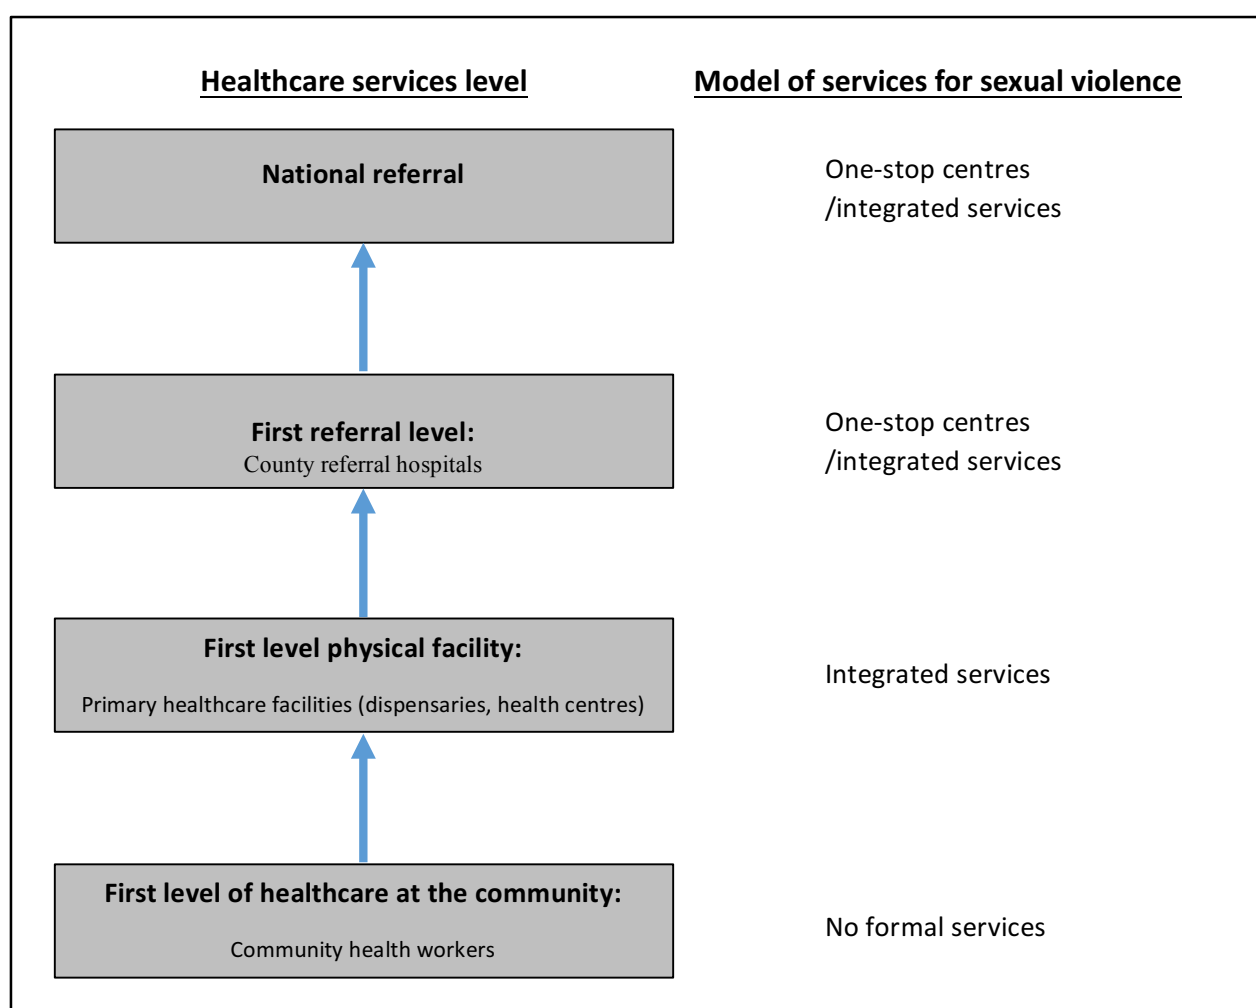 Healthcare services level
Model of services for sexual violence
National referral
One-stop centres
/integrated services
First referral level:
County referral hospitals
One-stop centres
/integrated services
First level physical facility:
Primary healthcare facilities (dispensaries, health centres)
Integrated services
First level of healthcare at the community:
Community health workers
No formal services